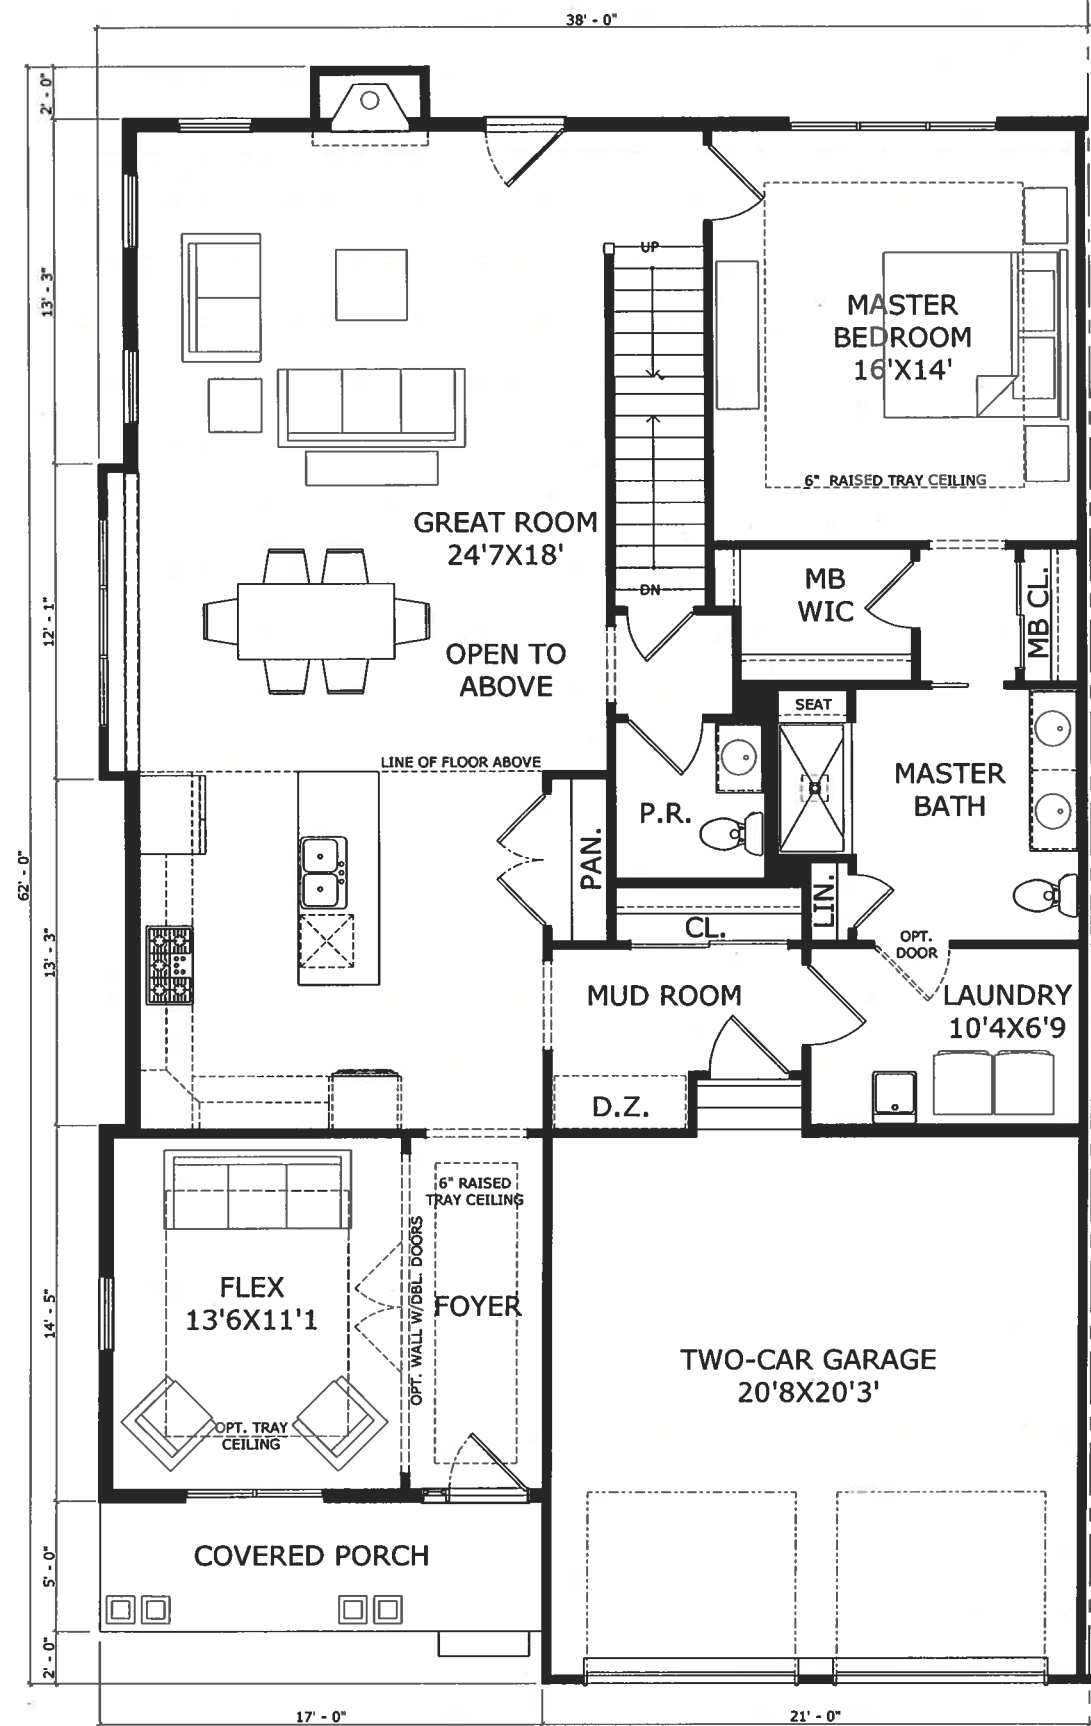 38' - 0"
2' - 0"
13' - 3"
12' - 1"
62' - 0"
13' - 3"
14' - 5"
5' - 0"
2' - 0"
17' - 0"
21' - 0"
UP
MASTER
BEDROOM
16'X14'
6" RAISED TRAY CEILING
GREAT ROOM
24'7X18'
DN
MB
WIC
MB CL.
OPEN TO
ABOVE
SEAT
LINE OF FLOOR ABOVE
MASTER
BATH
P.R.
PAN.
LIN.
CL.
OPT.
DOOR
MUD ROOM
LAUNDRY
10'4X6'9
D.Z.
6" RAISED
TRAY CEILING
FLEX
13'6X11'1
OPT. WALL W/DBL. DOORS
FOYER
OPT. TRAY
CEILING
TWO-CAR GARAGE
20'8X20'3'
COVERED PORCH